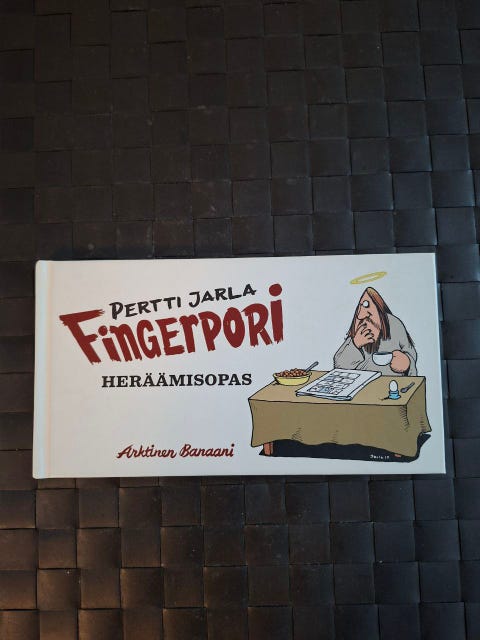 PERTTI JARLA
FINGERPORI
HERÄÄMISOPAS
Arktinen Banaani